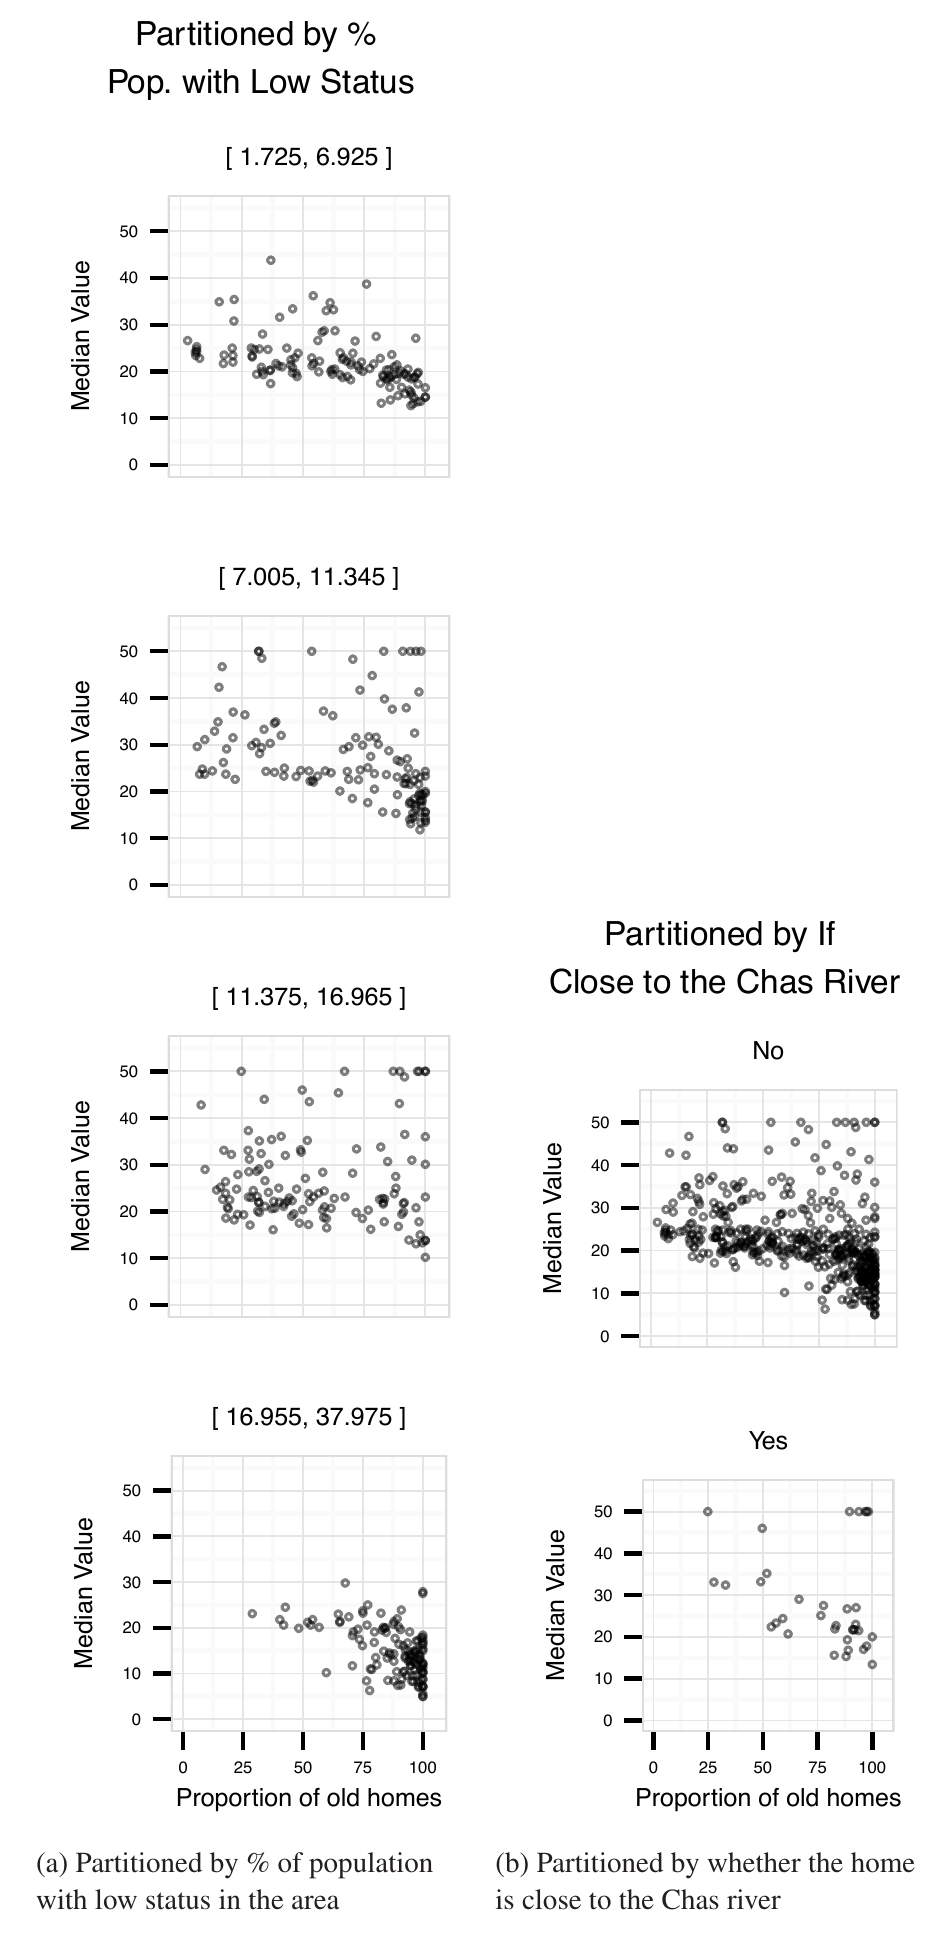 Partitioned by %
Pop. with Low Status
[ 1.725, 6.925 ]
50
40
30
20
10
0
Median Value
[ 7.005, 11.345 ]
50
40
30
20
10
0
Median Value
[ 11.375, 16.965 ]
50
40
30
20
10
0
Median Value
[ 16.955, 37.975 ]
50
40
30
20
10
0
Median Value
0 25 50 75 100
Proportion of old homes
(a) Partitioned by % of population
with low status in the area
Partitioned by If
Close to the Chas River
No
50
40
30
20
10
0
Median Value
Yes
50
40
30
20
10
0
Median Value
0 25 50 75 100
Proportion of old homes
(b) Partitioned by whether the home
is close to the Chas river